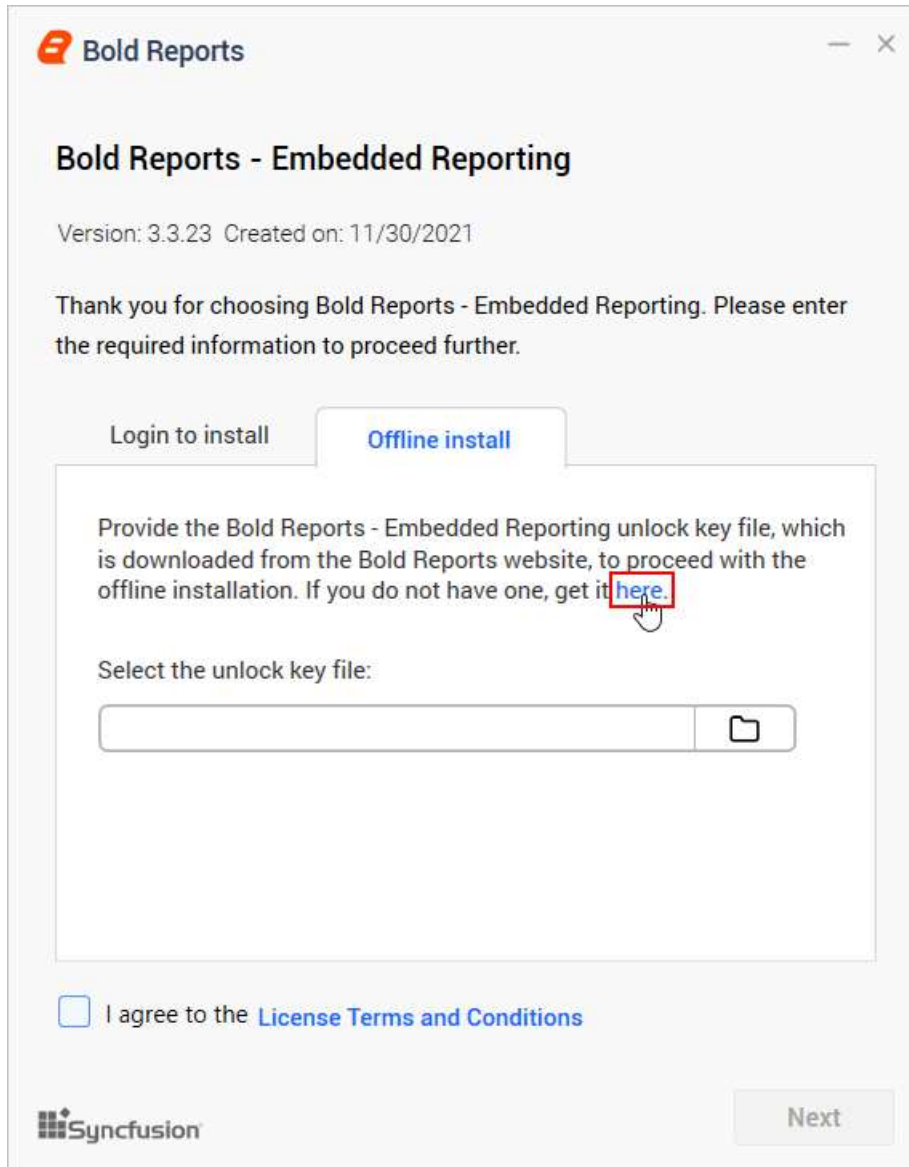 Bold Reports
Bold Reports - Embedded Reporting
Version: 3.3.23 Created on: 11/30/2021
Thank you for choosing Bold Reports - Embedded Reporting. Please enter
the required information to proceed further.
Login to install
Offline install
Provide the Bold Reports - Embedded Reporting unlock key file, which
is downloaded from the Bold Reports website, to proceed with the
offline installation. If you do not have one, get it here.
Select the unlock key file:
I agree to the License Terms and Conditions
Syncfusion
Next